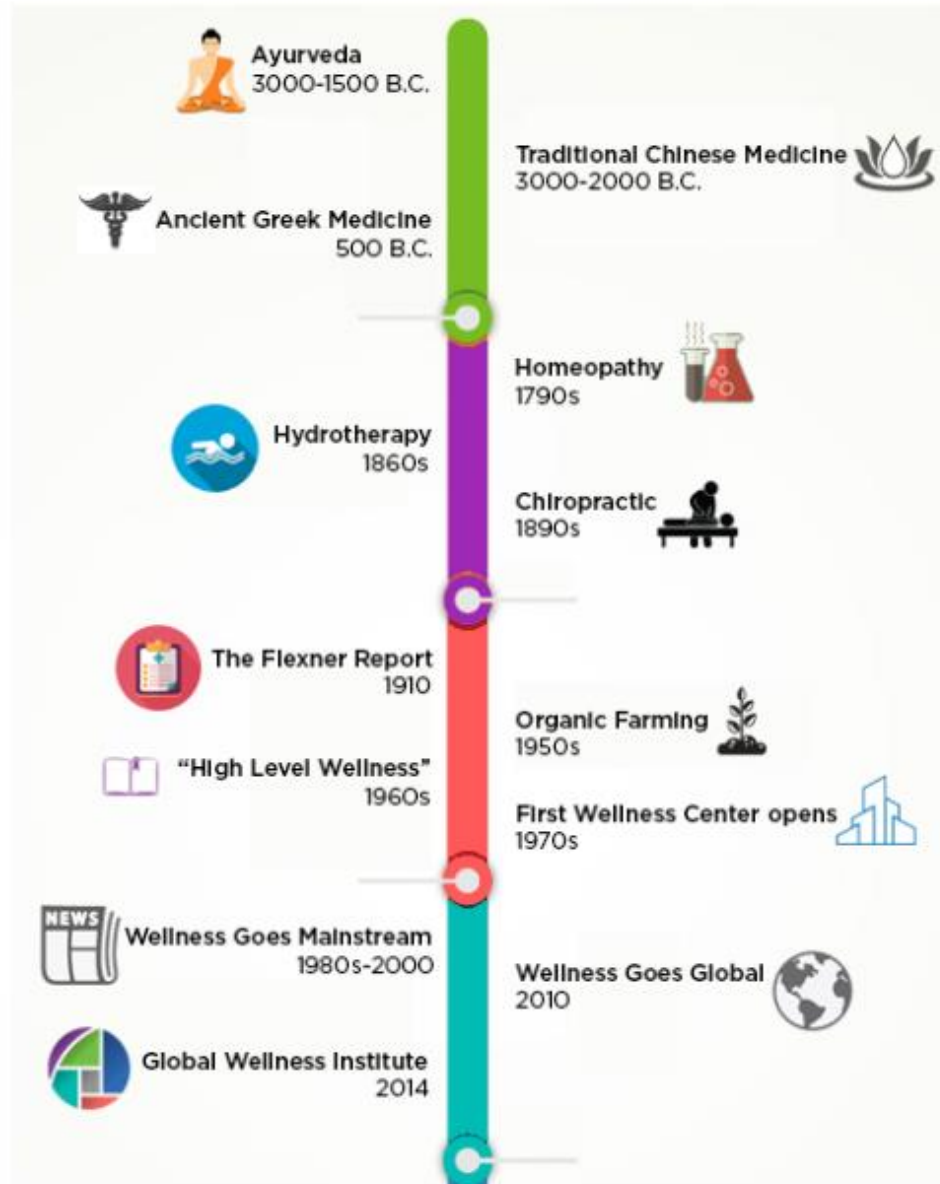 Ayurveda
3000-1500 B.C.
Traditional Chinese Medicine
3000-2000 B.C.
Ancient Greek Medicine
500 B.C.
Homeopathy
1790s
Hydrotherapy
1860s
Chiropractic
1890s
The Flexner Report
1910
Organic Farming
1950s
“High Level Wellness”
1960s
First Wellness Center opens
1970s
NEWS
Wellness Goes Mainstream
1980s-2000
Wellness Goes Global
2010
Global Wellness Institute
2014